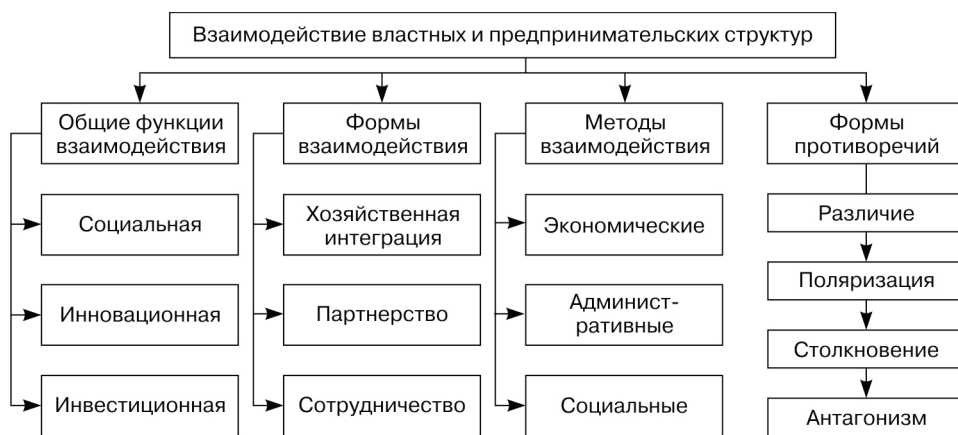 Взаимодействие властных и предпринимательских структур
Общие функции
взаимодействия
Социальная
Инновационная
Инвестиционная
Формы
взаимодействия
Хозяйственная
интеграция
Партнерство
Сотрудничество
Методы
взаимодействия
Экономические
Админист-
ративные
Социальные
Формы
противоречий
Различие
Поляризация
Столкновение
Антагонизм